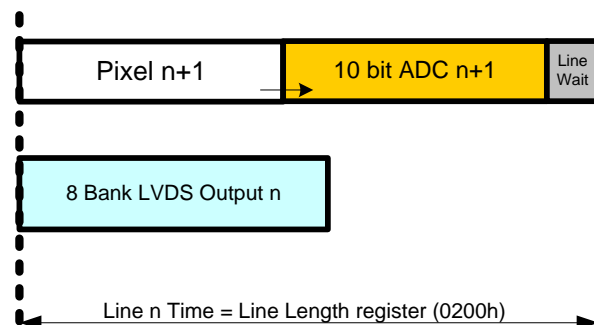 Pixel n+1
10 bit ADC n+1
Line
Wait
8 Bank LVDS Output n
Line n Time = Line Length register (0200h)